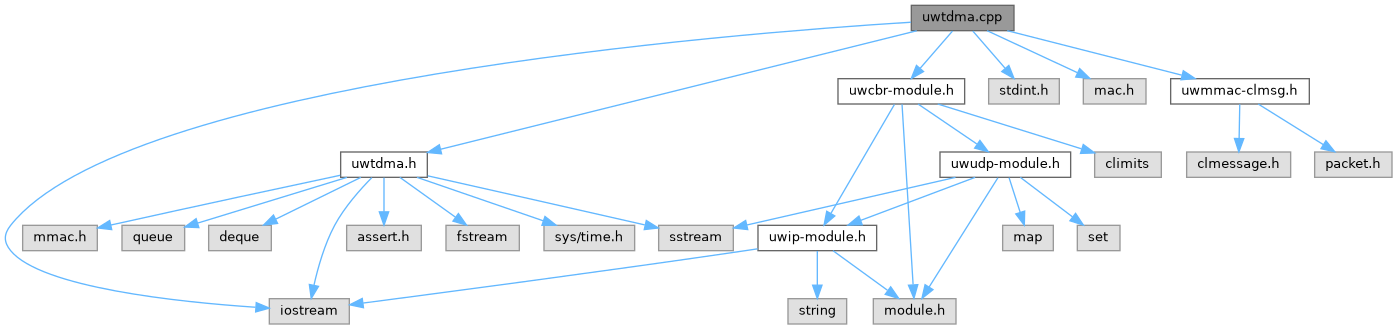 uwtdma.cpp
uwcbr-module.h
stdint.h
mac.h
uwmmac-clmsg.h
uwtdma.h
uwudp-module.h
climits
clmessage.h
packet.h
mmac.h
queue
deque
assert.h
fstream
sys/time.h
sstream
uwip-module.h
map
set
iostream
string
module.h